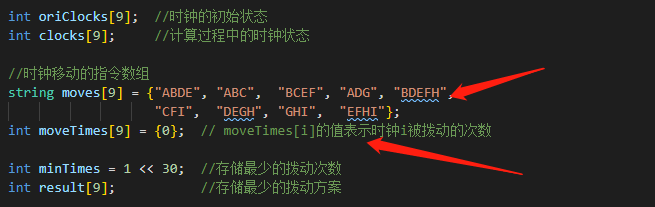 int oriClocks[9];  //时钟的初始状态
int clocks[9];     //计算过程中的时钟状态
//时钟移动的指令数组
string moves[9] = {"ABDE", "ABC",  "BCEF", "ADG", "BDEFH",
"CFI",  "DEGH", "GHI",  "EFHI"};
int moveTimes[9] = {0};  // moveTimes[i]的值表示时钟i被拨动的次数
int minTimes = 1 << 30;  //存储最少的拨动次数
int result[9];           //存储最少的拨动方案